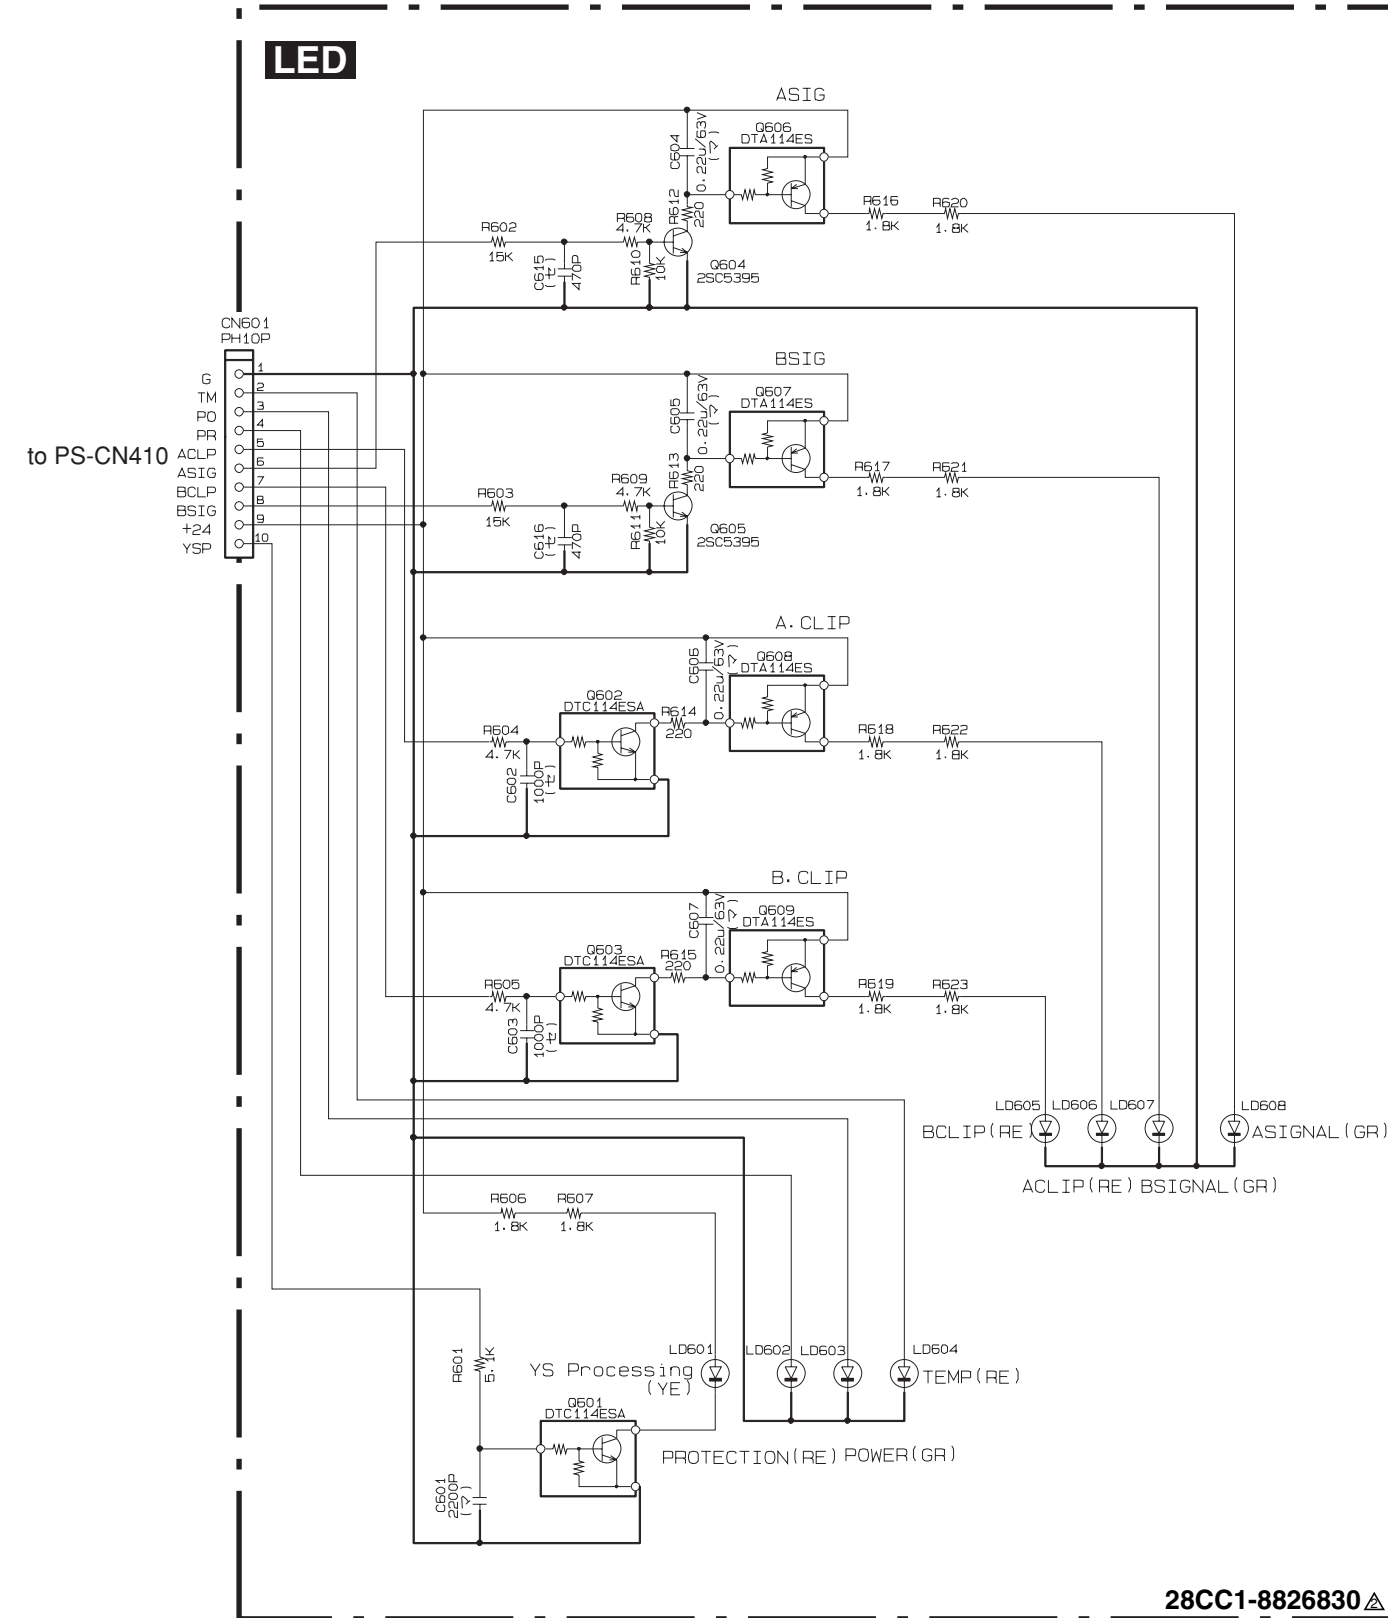 LED
ASIG
Q606
DTA114ES
C604
0.22u/63V
(マ)
R612
220
R616
1.8K
R620
1.8K
R602
15K
R608
4.7K
C615
(セ)
470P
R610
10K
Q604
2SC5395
CN601
PH10P
G 1
TM 2
PO 3
PR 4
ACLP 5
ASIG 6
BCLP 7
BSIG 8
+24 9
YSP 10
to PS-CN410
BSIG
Q607
DTA114ES
C605
0.22u/63V
(マ)
R613
220
R617
1.8K
R621
1.8K
R603
15K
R609
4.7K
C616
(セ)
470P
R611
10K
Q605
2SC5395
A.CLIP
Q608
DTA114ES
C606
0.22u/63V
(マ)
Q602
DTC114ESA
R614
220
R604
4.7K
C602
1000P
(セ)
R618
1.8K
R622
1.8K
B.CLIP
Q609
DTA114ES
C607
0.22u/63V
(マ)
Q603
DTC114ESA
R615
220
R605
4.7K
C603
1000P
(セ)
R619
1.8K
R623
1.8K
LD605 LD606 LD607 LD608
BCLIP(RE) ASIGNAL(GR)
ACLIP(RE) BSIGNAL(GR)
R606
1.8K
R607
1.8K
R601
5.1K
LD601 LD602 LD603 LD604
YS Processing
(YE)
TEMP(RE)
Q601
DTC114ESA
PROTECTION(RE) POWER(GR)
C601
2200P
(マ)
28CC1-8826830 2